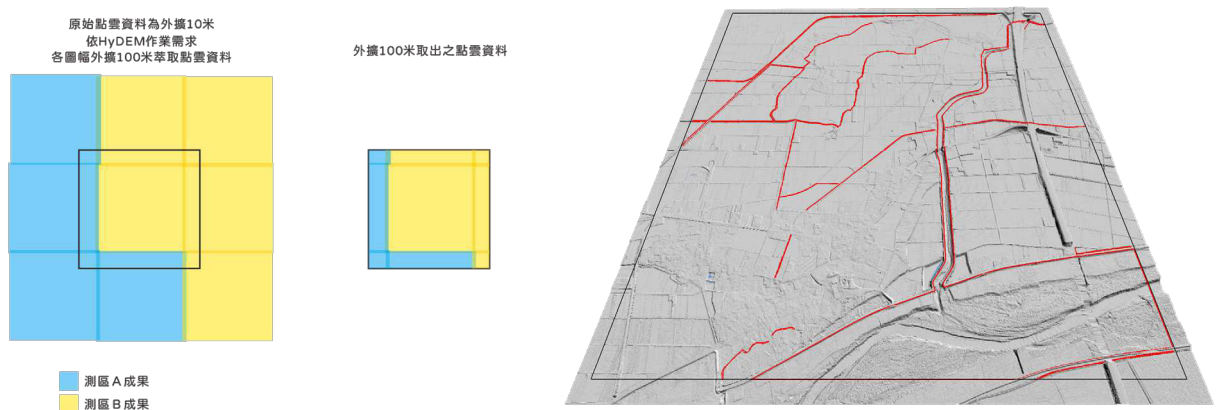 原始點雲資料為外擴10米
依HyDEM作業需求
各圖幅外擴100米萃取點雲資料
外擴100米取出之點雲資料
測區A成果
測區B成果